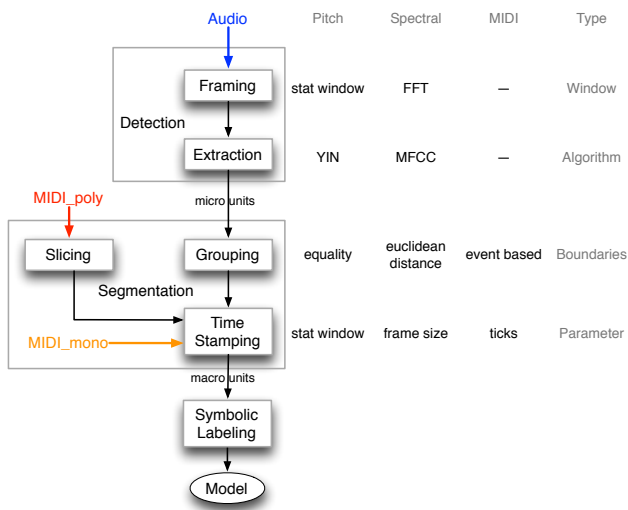 Audio Pitch Spectral MIDI Type
Framing stat window FFT — Window
Detection
Extraction YIN MFCC — Algorithm
MIDI_poly
micro units
Slicing Grouping equality euclidean distance event based Boundaries
Segmentation
Time Stamping stat window frame size ticks Parameter
MIDI_mono
macro units
Symbolic
Labeling
Model